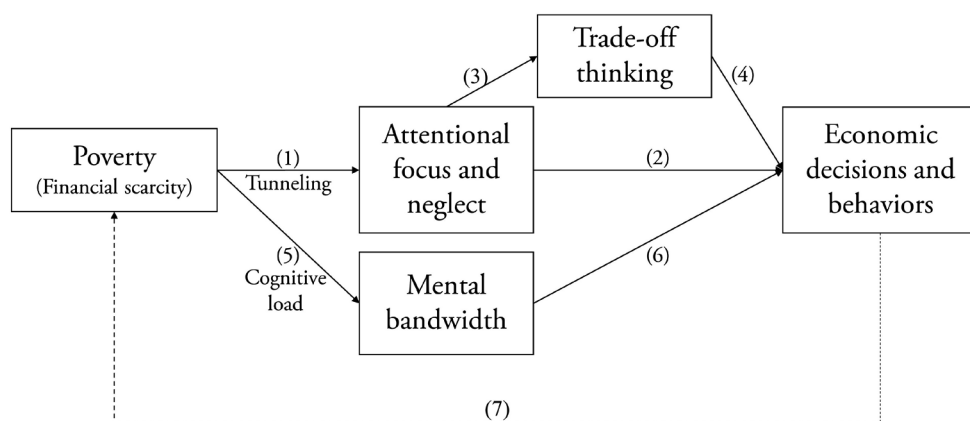 Trade-off
thinking
(3)
(4)
Poverty
(Financial scarcity)
(1)
Tunneling
Attentional
focus and
neglect
(2)
Economic
decisions and
behaviors
(5)
Cognitive
load
Mental
bandwidth
(6)
(7)